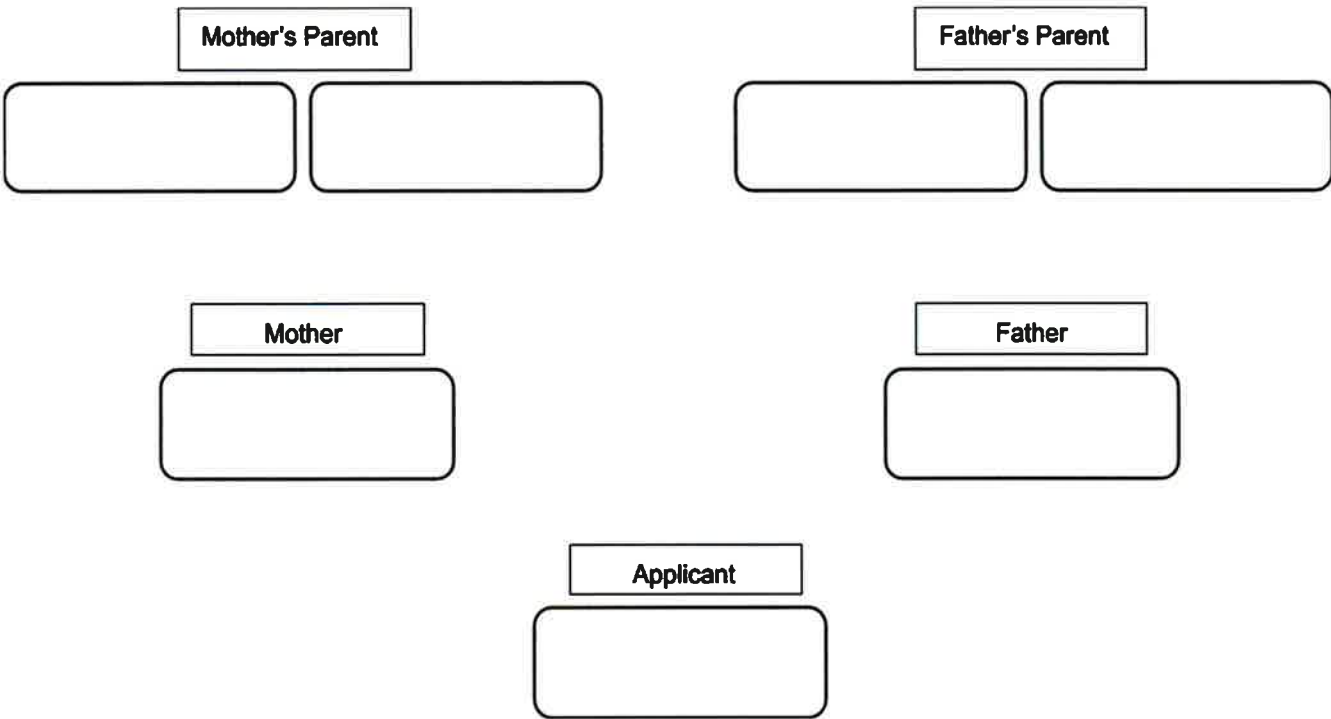 Mother's Parent
Father's Parent
Mother
Father
Applicant